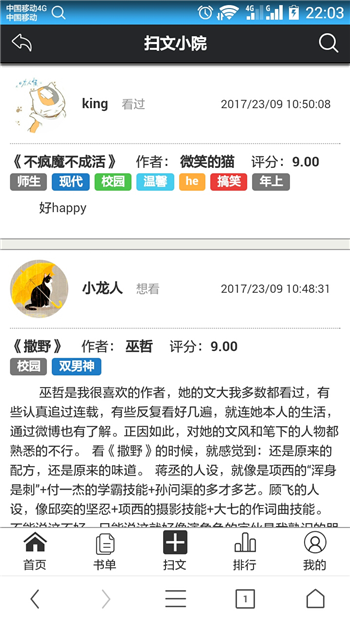 中国移动4G
中国移动
4G
G
22:03
扫文小院
king 看过 2017/23/09 10:50:08
《不疯魔不成活》 作者： 微笑的猫 评分：9.00
师生 现代 校园 温馨 he 搞笑 年上
好happy
小龙人 想看 2017/23/09 10:48:31
《撒野》 作者： 巫哲 评分：9.00
校园 双男神
巫哲是我很喜欢的作者，她的文大我多数都看过，有
些认真追过连载，有些反复看好几遍，就连她本人的生活，
通过微博也有了解。正因如此，对她的文风和笔下的人物都
熟悉的不行。 看《撒野》的时候，就感觉到：还是原来的
配方，还是原来的味道。 蒋丞的人设，就像是项西的“浑身
是刺”+付一杰的学霸技能+孙问渠的多才多艺。顾飞的人
设，像邱奕的坚忍+项西的摄影技能+大七的作词曲技能。
首页 书单 扫文 排行 我的
1